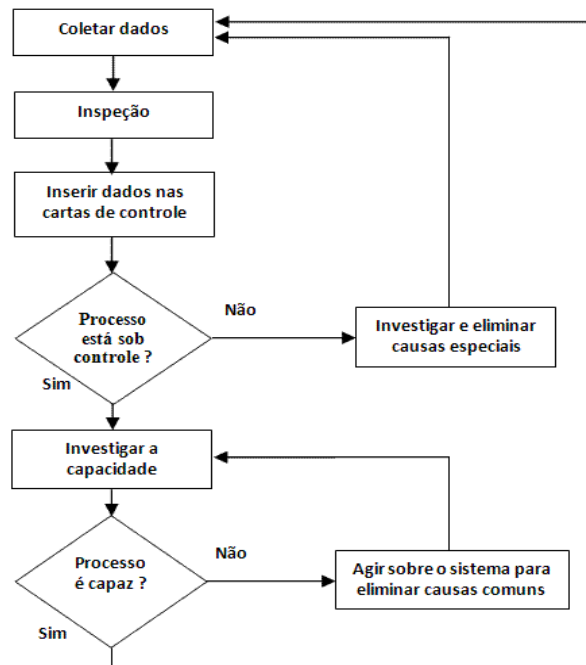 Coletar dados
Inspeção
Inserir dados nas
cartas de controle
Processo
está sob
controle ?
Não
Investigar e eliminar
causas especiais
Sim
Investigar a
capacidade
Processo
é capaz ?
Não
Agir sobre o sistema para
eliminar causas comuns
Sim